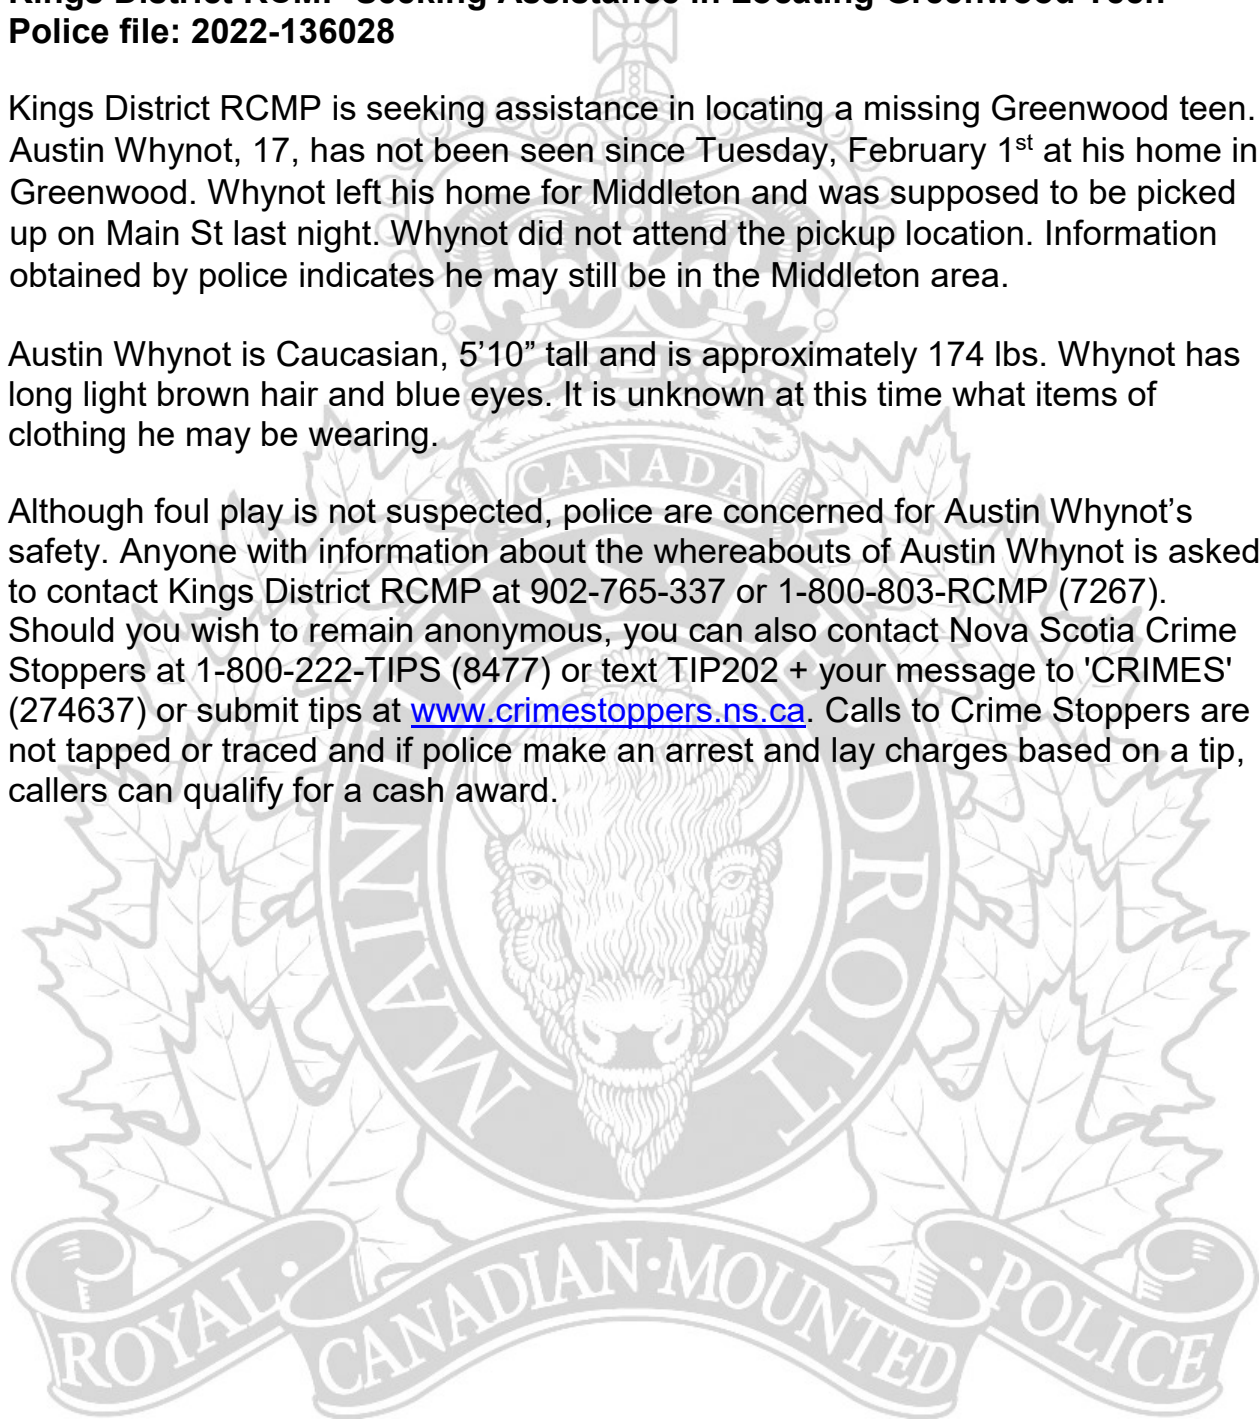 Kings District RCMP Seeking Assistance in Locating Greenwood Teen
Police file: 2022-136028
Kings District RCMP is seeking assistance in locating a missing Greenwood teen.
Austin Whynot, 17, has not been seen since Tuesday, February 1st at his home in
Greenwood. Whynot left his home for Middleton and was supposed to be picked
up on Main St last night. Whynot did not attend the pickup location. Information
obtained by police indicates he may still be in the Middleton area.
Austin Whynot is Caucasian, 5’10” tall and is approximately 174 lbs. Whynot has
long light brown hair and blue eyes. It is unknown at this time what items of
clothing he may be wearing.
Although foul play is not suspected, police are concerned for Austin Whynot’s
safety. Anyone with information about the whereabouts of Austin Whynot is asked
to contact Kings District RCMP at 902-765-337 or 1-800-803-RCMP (7267).
Should you wish to remain anonymous, you can also contact Nova Scotia Crime
Stoppers at 1-800-222-TIPS (8477) or text TIP202 + your message to 'CRIMES'
(274637) or submit tips at www.crimestoppers.ns.ca. Calls to Crime Stoppers are
not tapped or traced and if police make an arrest and lay charges based on a tip,
callers can qualify for a cash award.
CANADA
MAINTIENS LE DROIT
ROYAL · CANADIAN · MOUNTED · POLICE